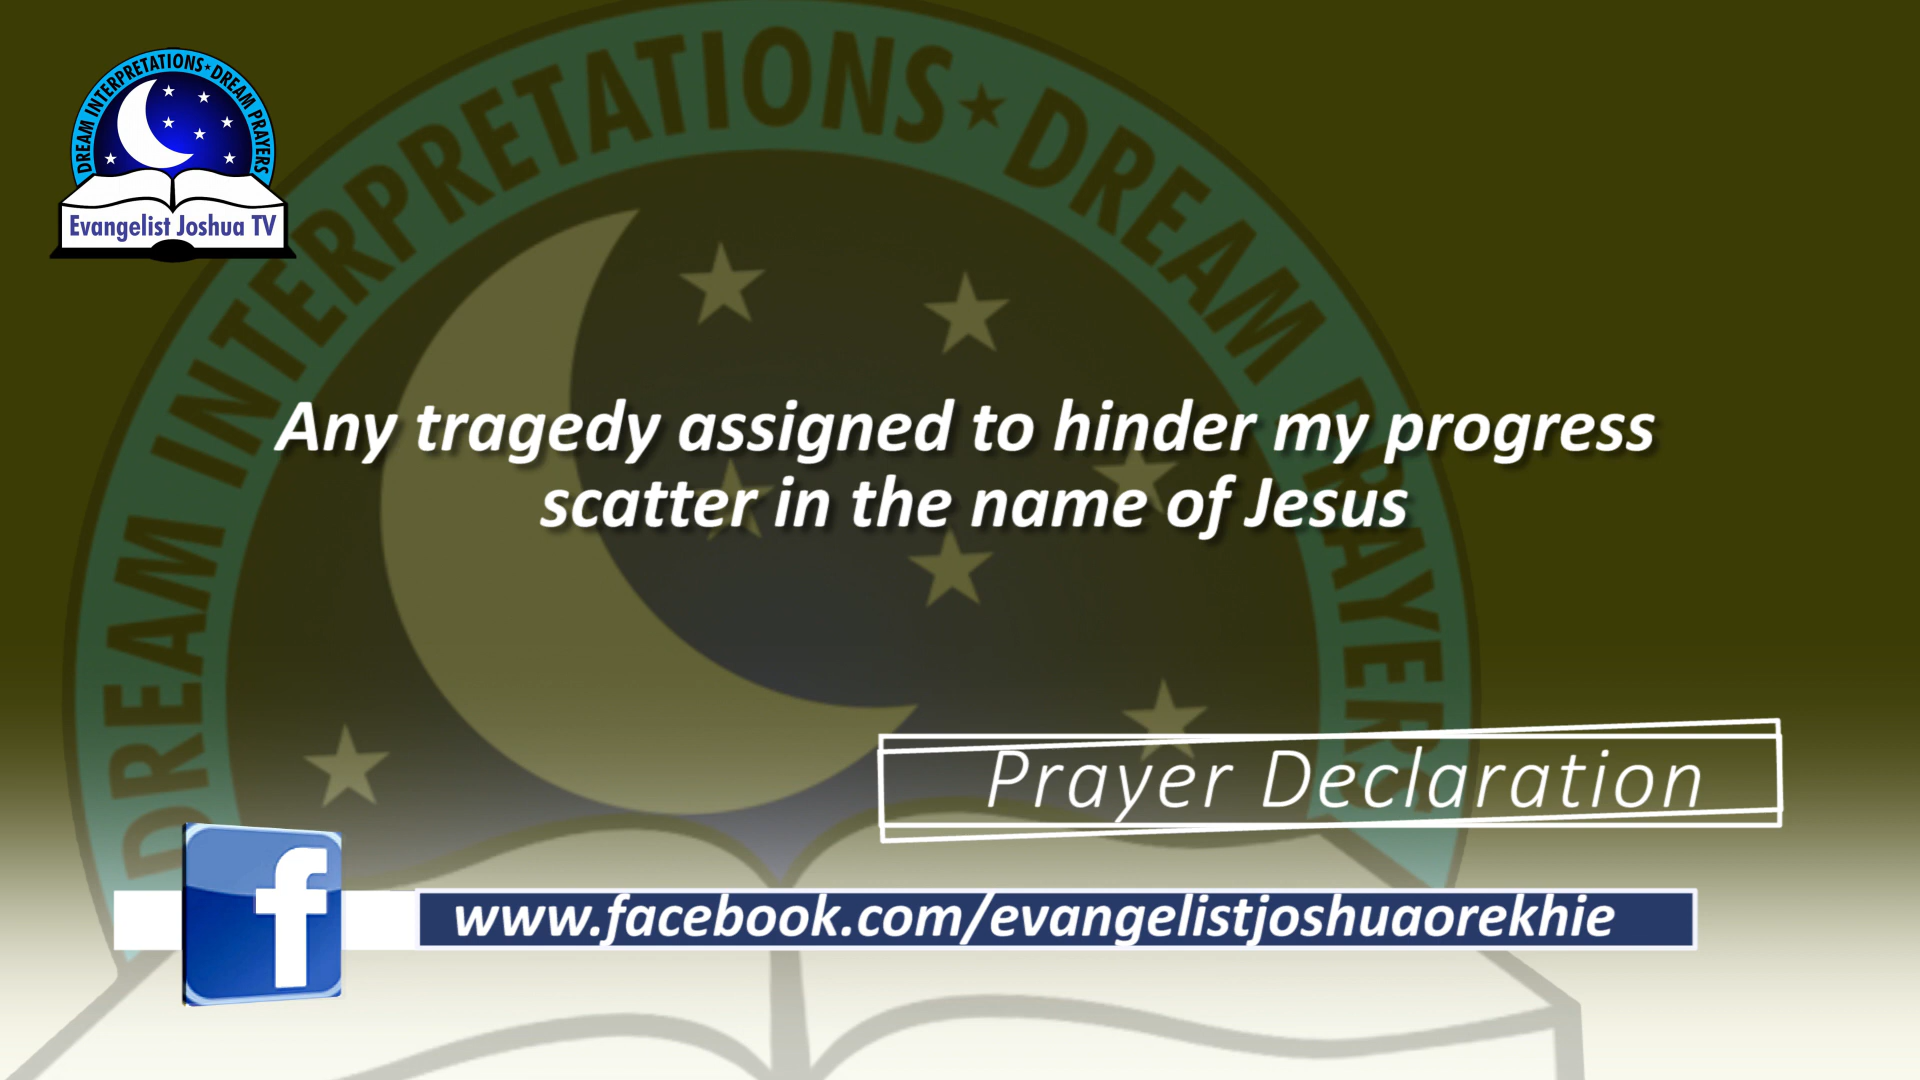 DREAM INTERPRETATIONS★DREAM PRAYERS
Evangelist Joshua TV
DREAM INTERPRETATIONS★DREAM PRAYERS
Any tragedy assigned to hinder my progress
scatter in the name of Jesus
Prayer Declaration
f
www.facebook.com/evangelistjoshuaorekhie